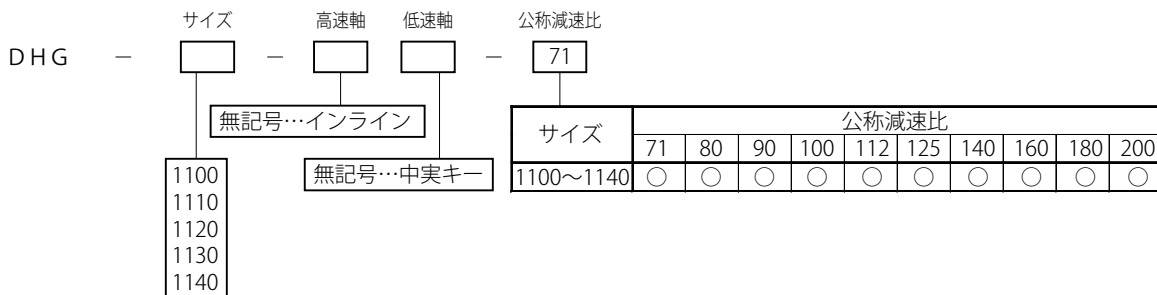 サイズ 高速軸 低速軸 公称減速比
DHG － － － 71
無記号…インライン
無記号…中実キー
1100
1110
1120
1130
1140
サイズ 公称減速比
71 80 90 100 112 125 140 160 180 200
1100～1140 ○ ○ ○ ○ ○ ○ ○ ○ ○ ○